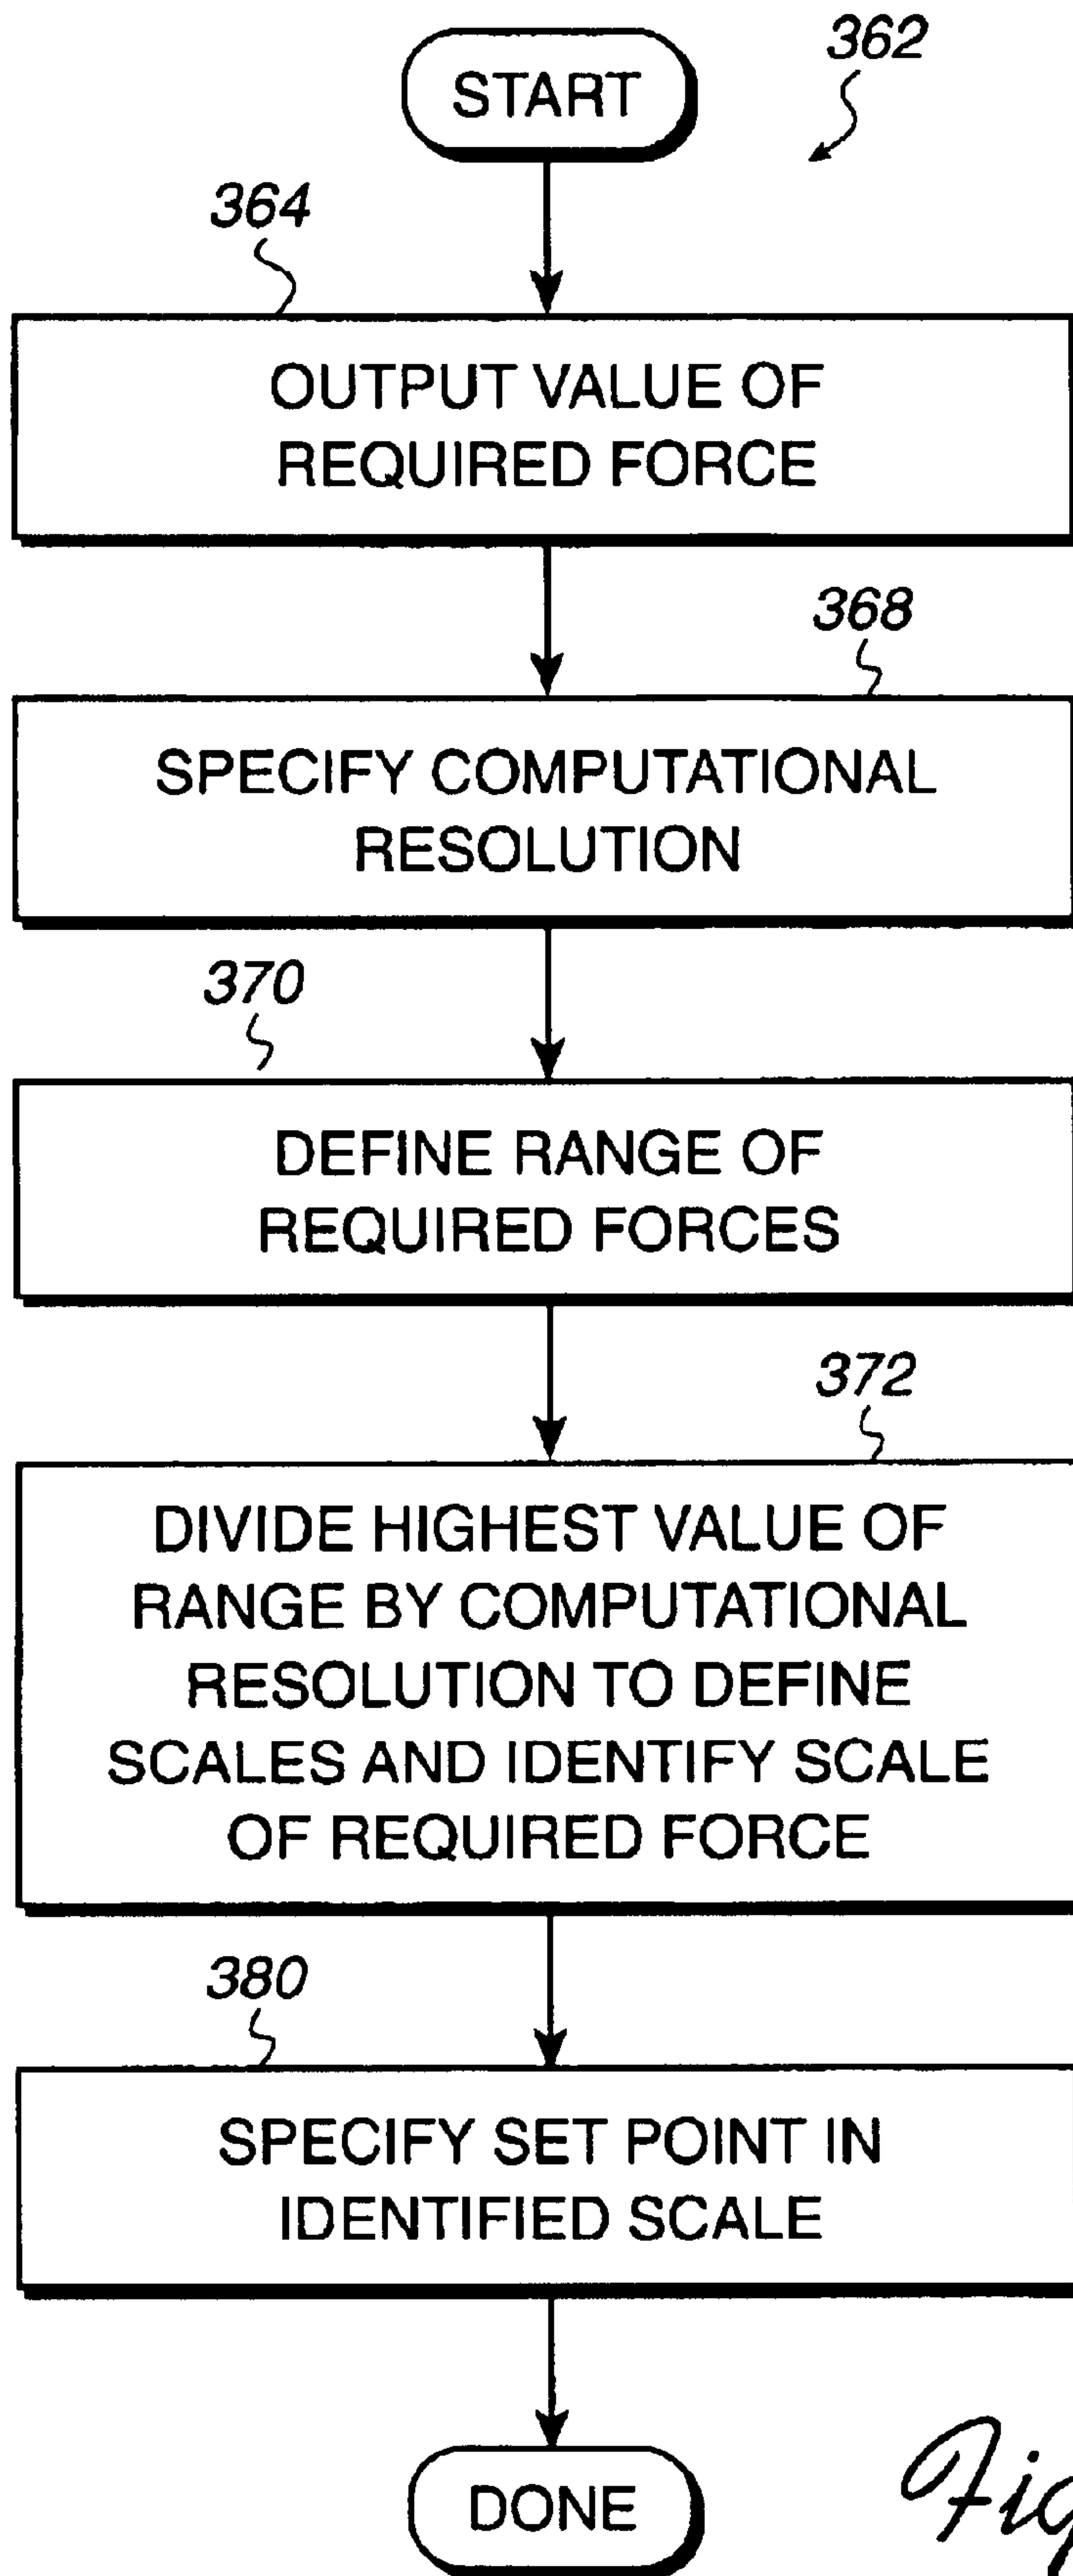 START
362
364
OUTPUT VALUE OF
REQUIRED FORCE
368
SPECIFY COMPUTATIONAL
RESOLUTION
370
DEFINE RANGE OF
REQUIRED FORCES
372
DIVIDE HIGHEST VALUE OF
RANGE BY COMPUTATIONAL
RESOLUTION TO DEFINE
SCALES AND IDENTIFY SCALE
OF REQUIRED FORCE
380
SPECIFY SET POINT IN
IDENTIFIED SCALE
DONE
Fig